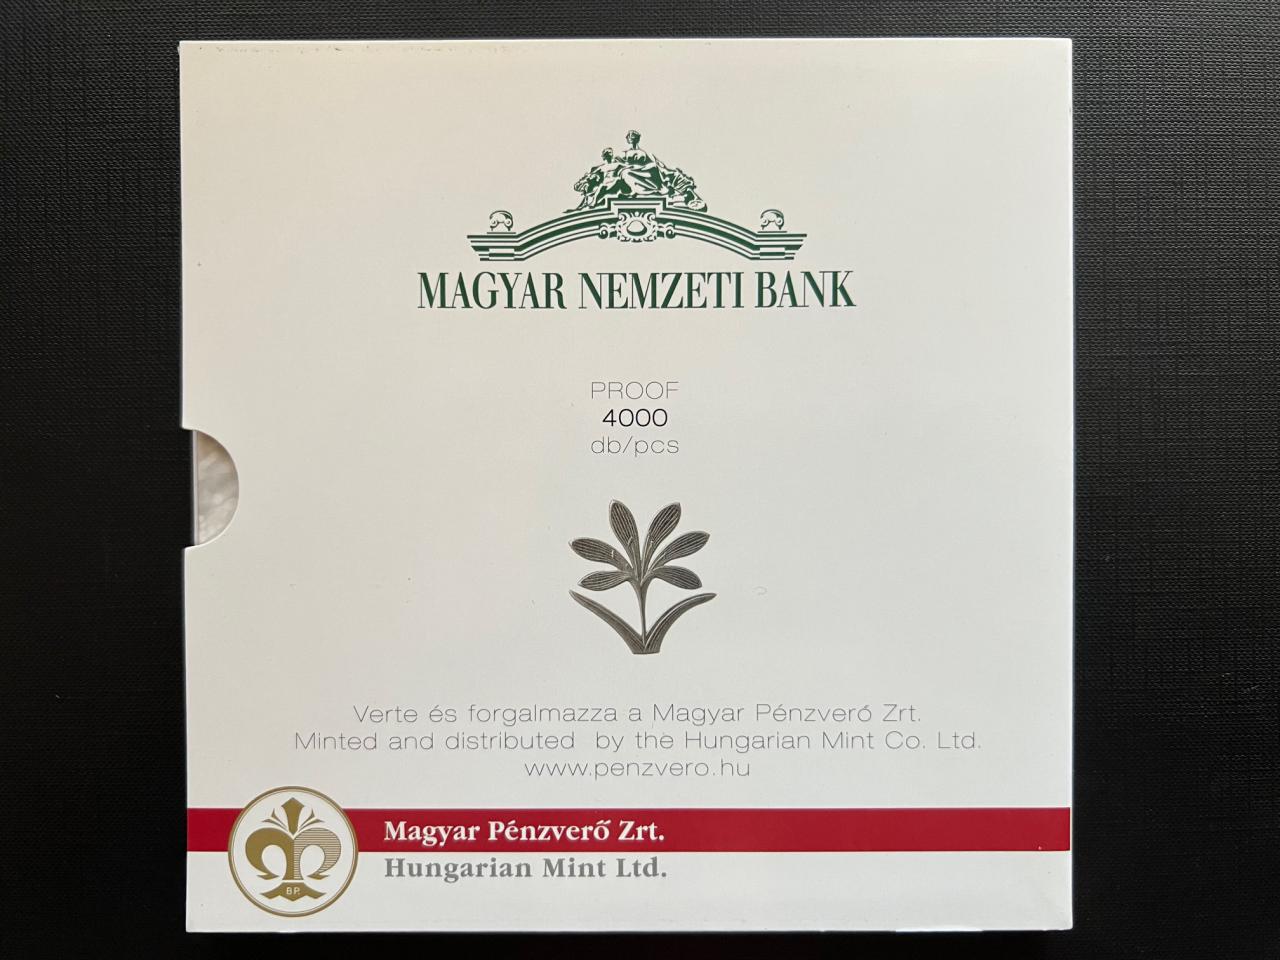 MAGYAR NEMZETI BANK
PROOF
4000
db/pcs
Verte és forgalmazza a Magyar Pénzverő Zrt.
Minted and distributed by the Hungarian Mint Co. Ltd.
www.penzvero.hu
Magyar Pénzverő Zrt.
Hungarian Mint Ltd.
BP.